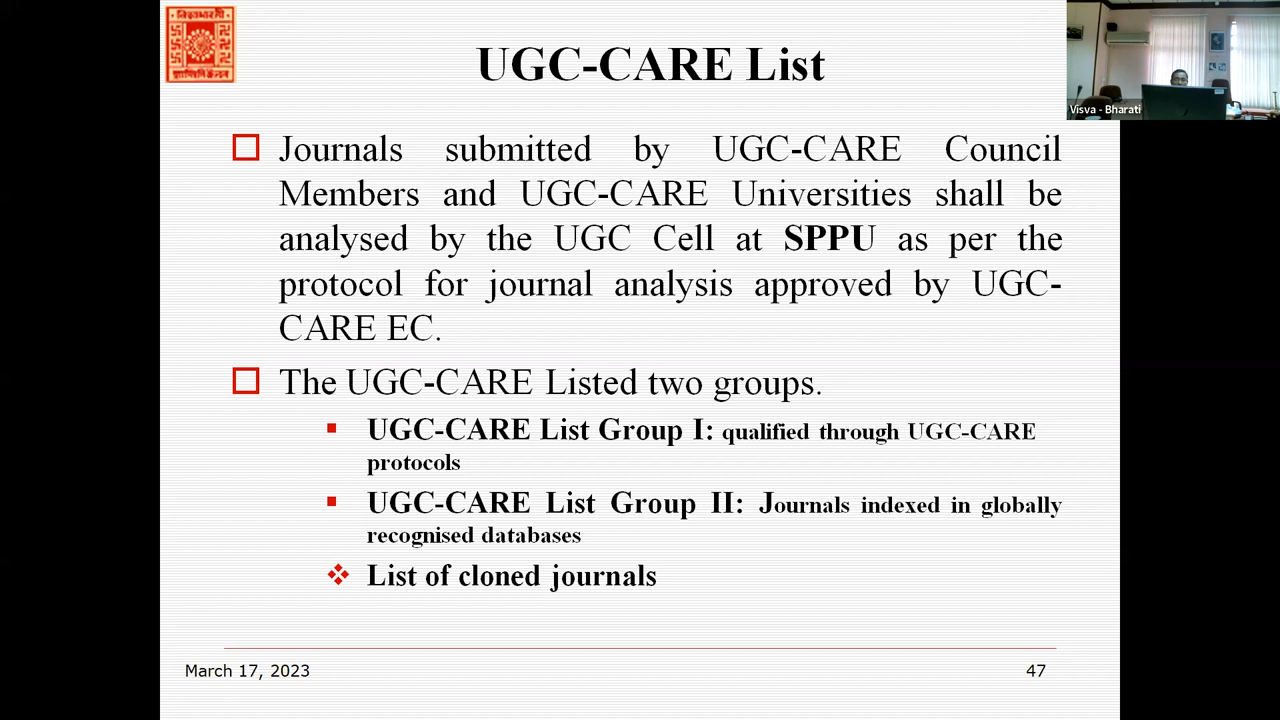 UGC-CARE List
Visva - Bharati
Journals submitted by UGC-CARE Council
Members and UGC-CARE Universities shall be
analysed by the UGC Cell at SPPU as per the
protocol for journal analysis approved by UGC-
CARE EC.
The UGC-CARE Listed two groups.
UGC-CARE List Group I: qualified through UGC-CARE
protocols
UGC-CARE List Group II: Journals indexed in globally
recognised databases
List of cloned journals
March 17, 2023
47